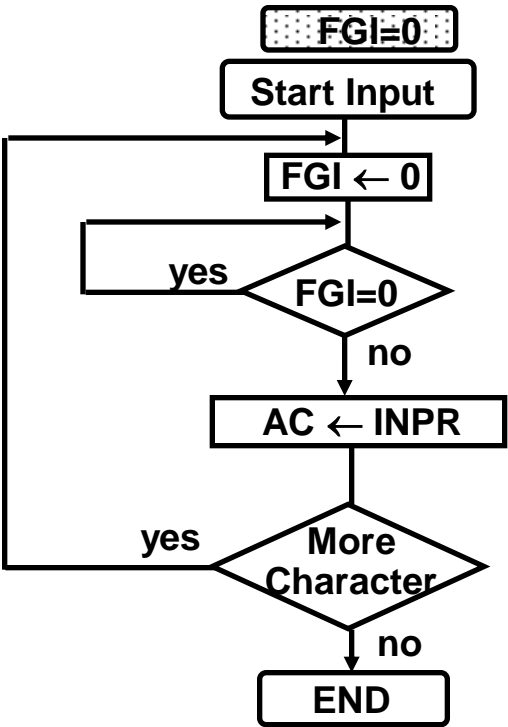 FGI=0
Start Input
FGI ← 0
yes
FGI=0
no
AC ← INPR
yes
More
Character
no
END